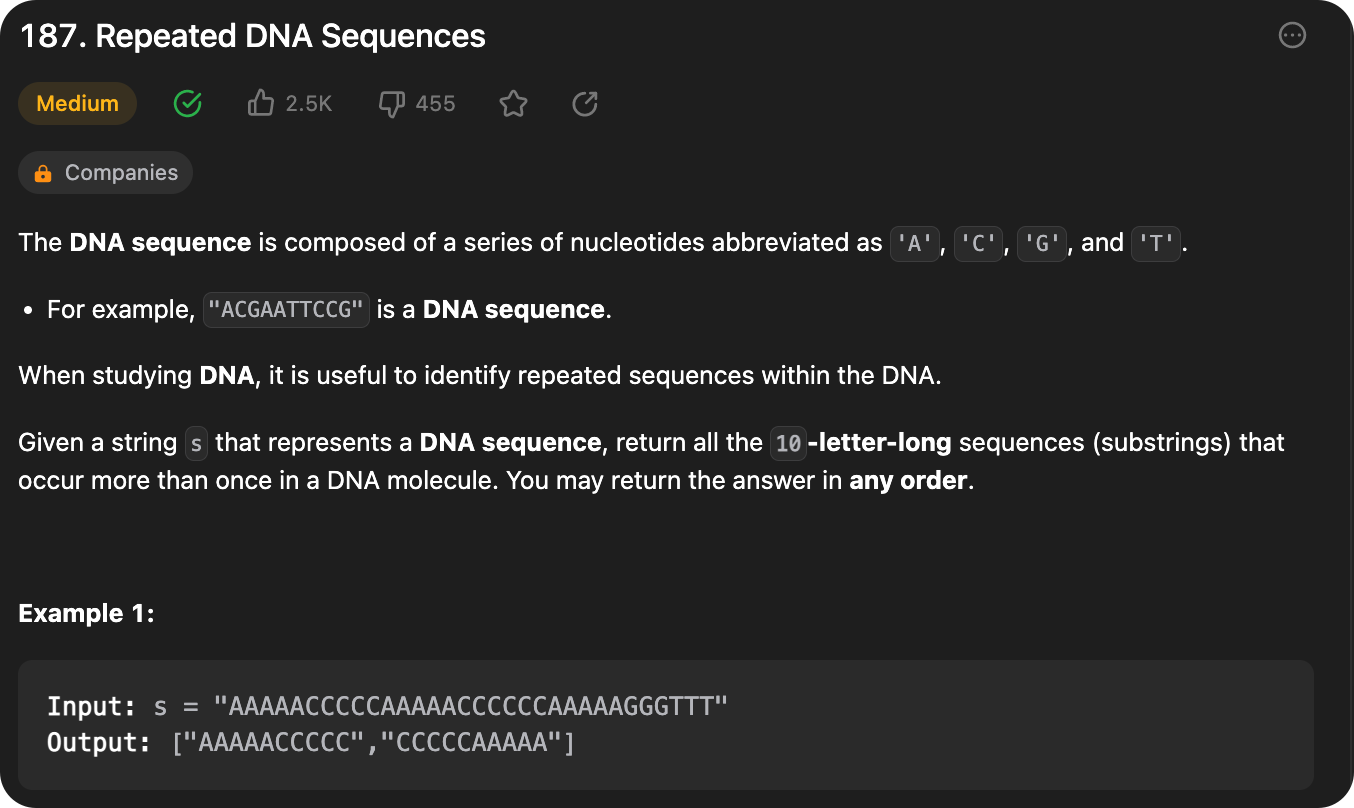 187. Repeated DNA Sequences
Medium 2.5K 455
Companies
The DNA sequence is composed of a series of nucleotides abbreviated as 'A', 'C', 'G', and 'T'.
• For example, "ACGAATTCCG" is a DNA sequence.
When studying DNA, it is useful to identify repeated sequences within the DNA.
Given a string s that represents a DNA sequence, return all the 10-letter-long sequences (substrings) that
occur more than once in a DNA molecule. You may return the answer in any order.
Example 1:
Input: s = "AAAAACCCCCAAAAACCCCCCAAAAAGGGTTT"
Output: ["AAAAACCCCC","CCCCCAAAAA"]